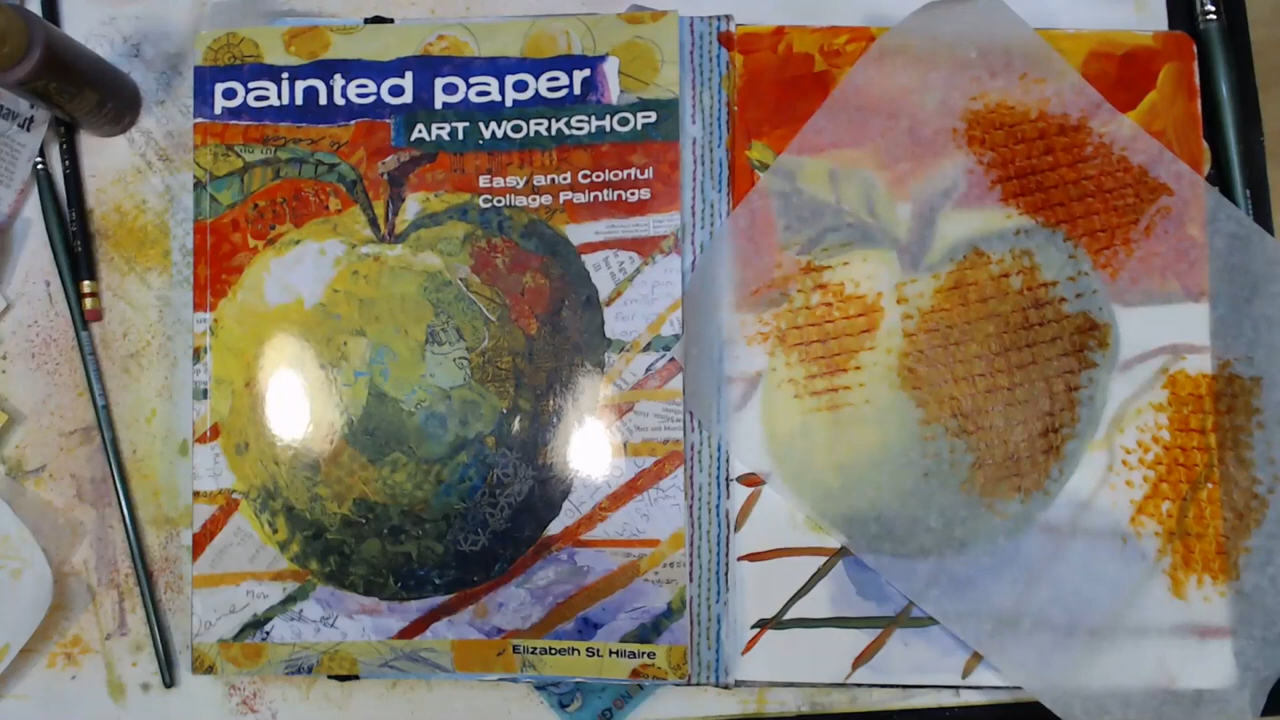 painted paper
ART WORKSHOP
Easy and Colorful
Collage Paintings
Elizabeth St. Hilaire